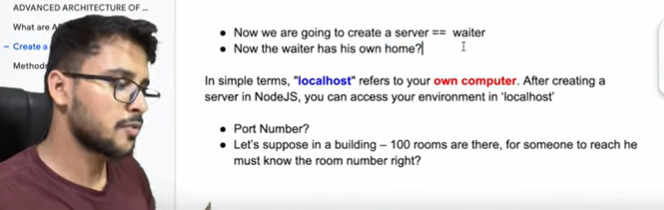 ADVANCED ARCHITECTURE OF ...
What are
Create a
Method
Now we are going to create a server == waiter
Now the waiter has his own home?
In simple terms, "localhost" refers to your own computer. After creating a
server in NodeJS, you can access your environment in 'localhost'
Port Number?
Let's suppose in a building – 100 rooms are there, for someone to reach he
must know the room number right?